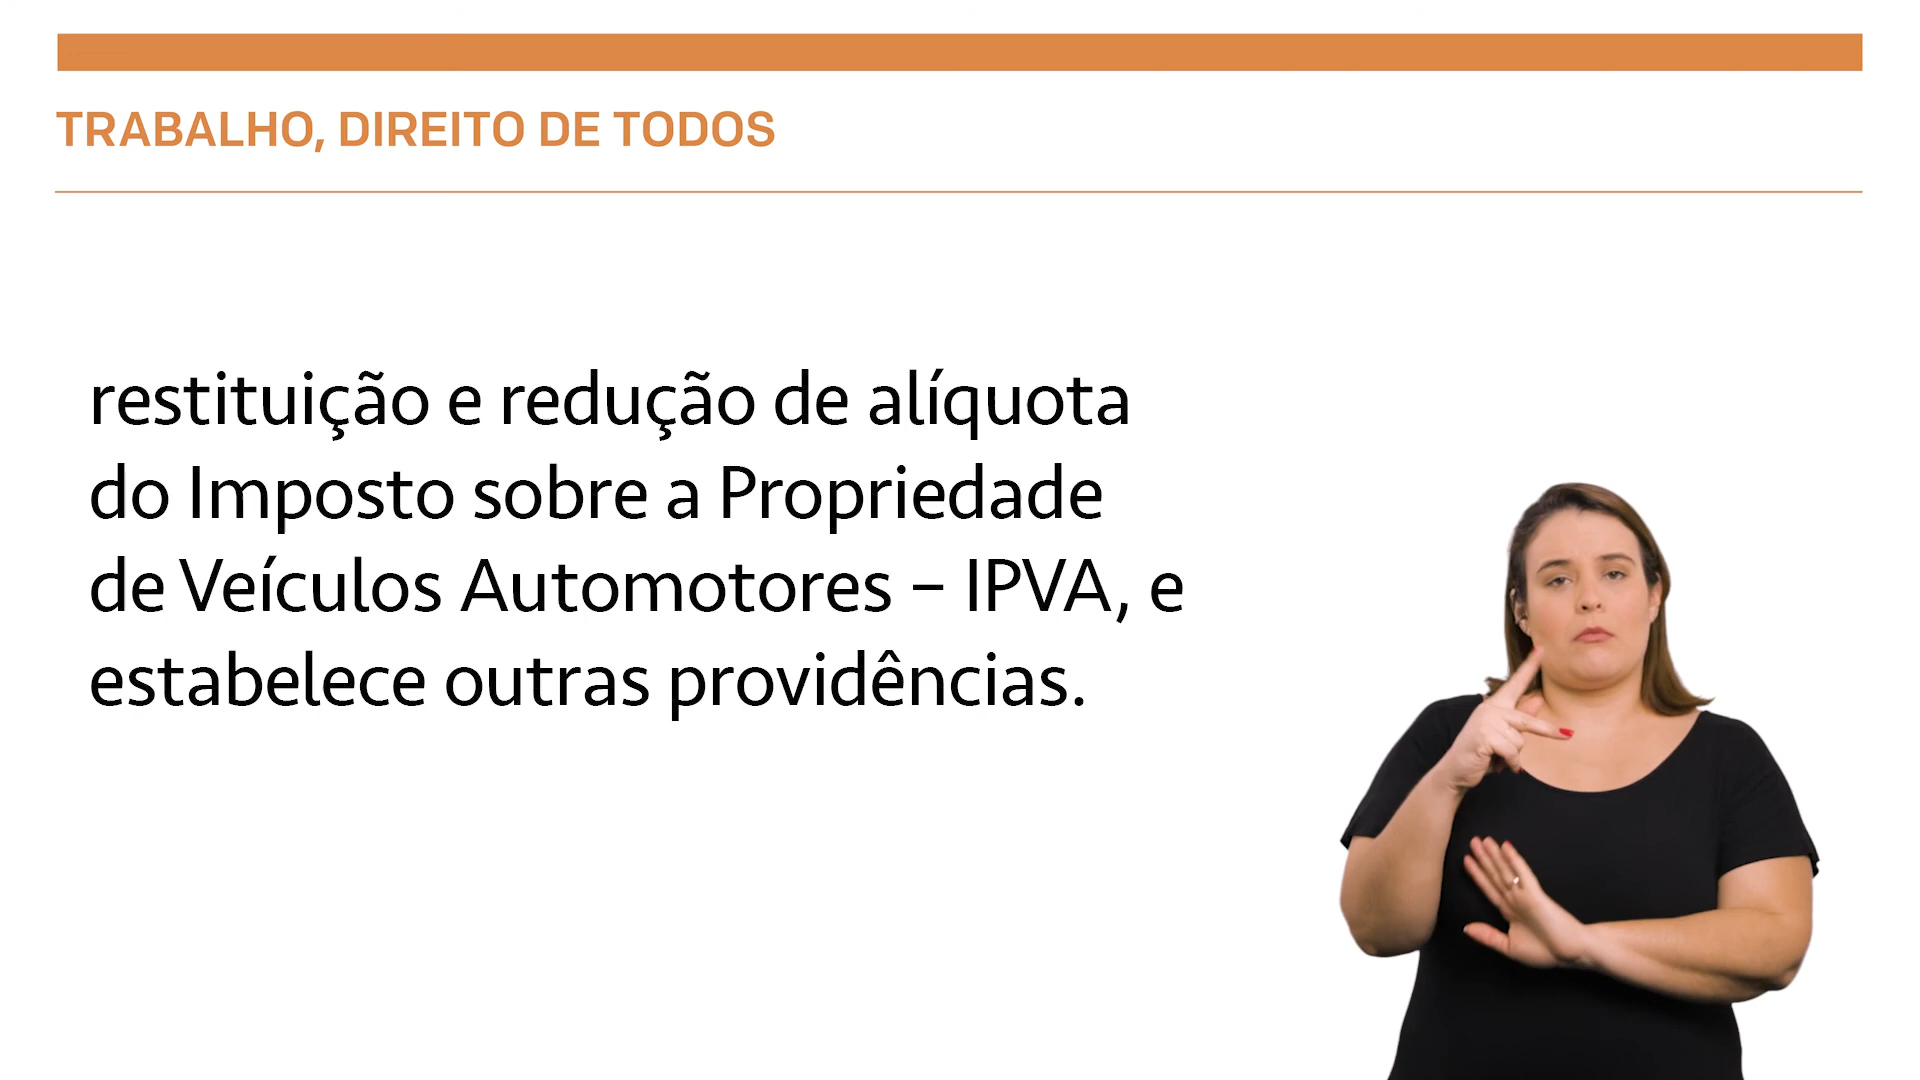 TRABALHO, DIREITO DE TODOS
restituição e redução de alíquota
do Imposto sobre a Propriedade
de Veículos Automotores – IPVA, e
estabelece outras providências.